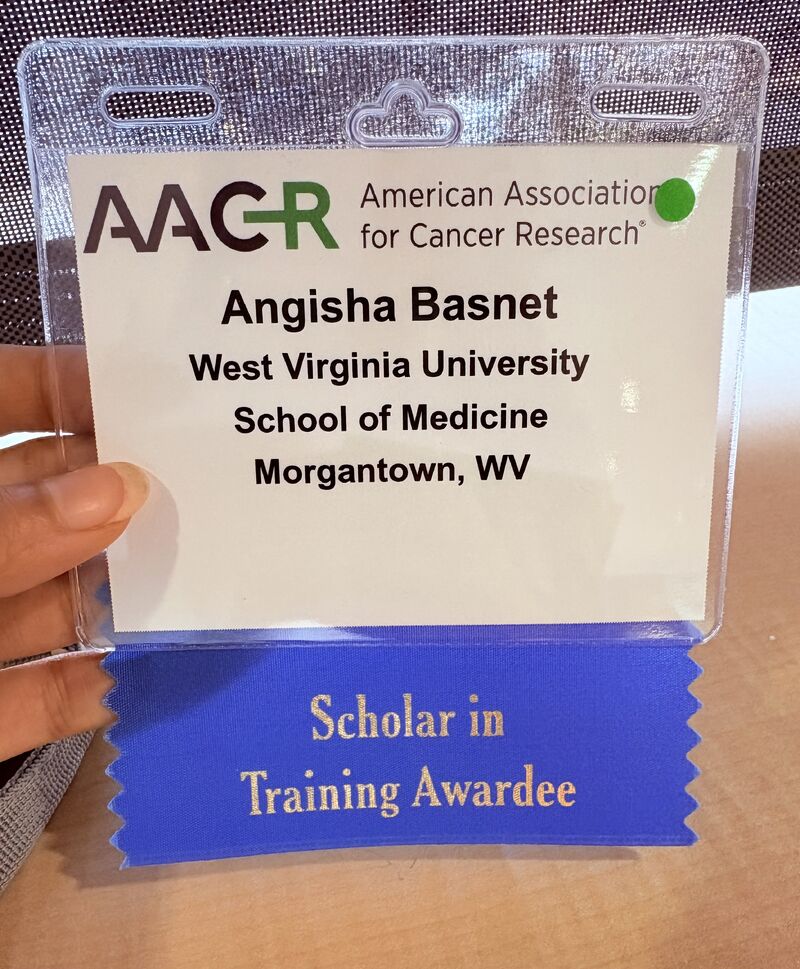 AACR American Association
for Cancer Research®
Angisha Basnet
West Virginia University
School of Medicine
Morgantown, WV
Scholar in
Training Awardee